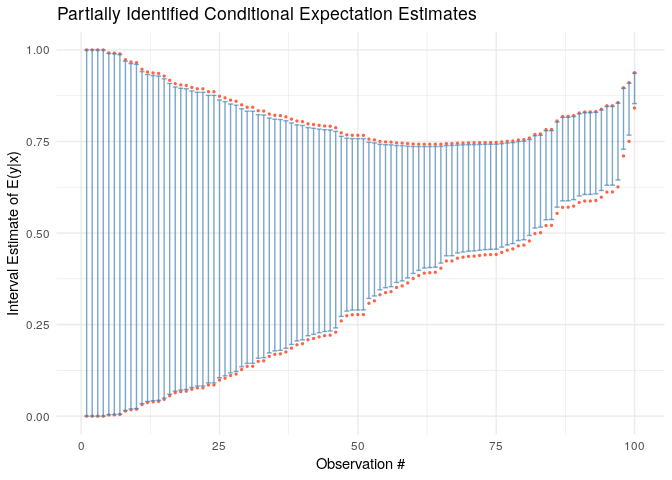 Partially Identified Conditional Expectation Estimates
Interval Estimate of E(y|x)
1.00
0.75
0.50
0.25
0.00
0 25 50 75 100
Observation #